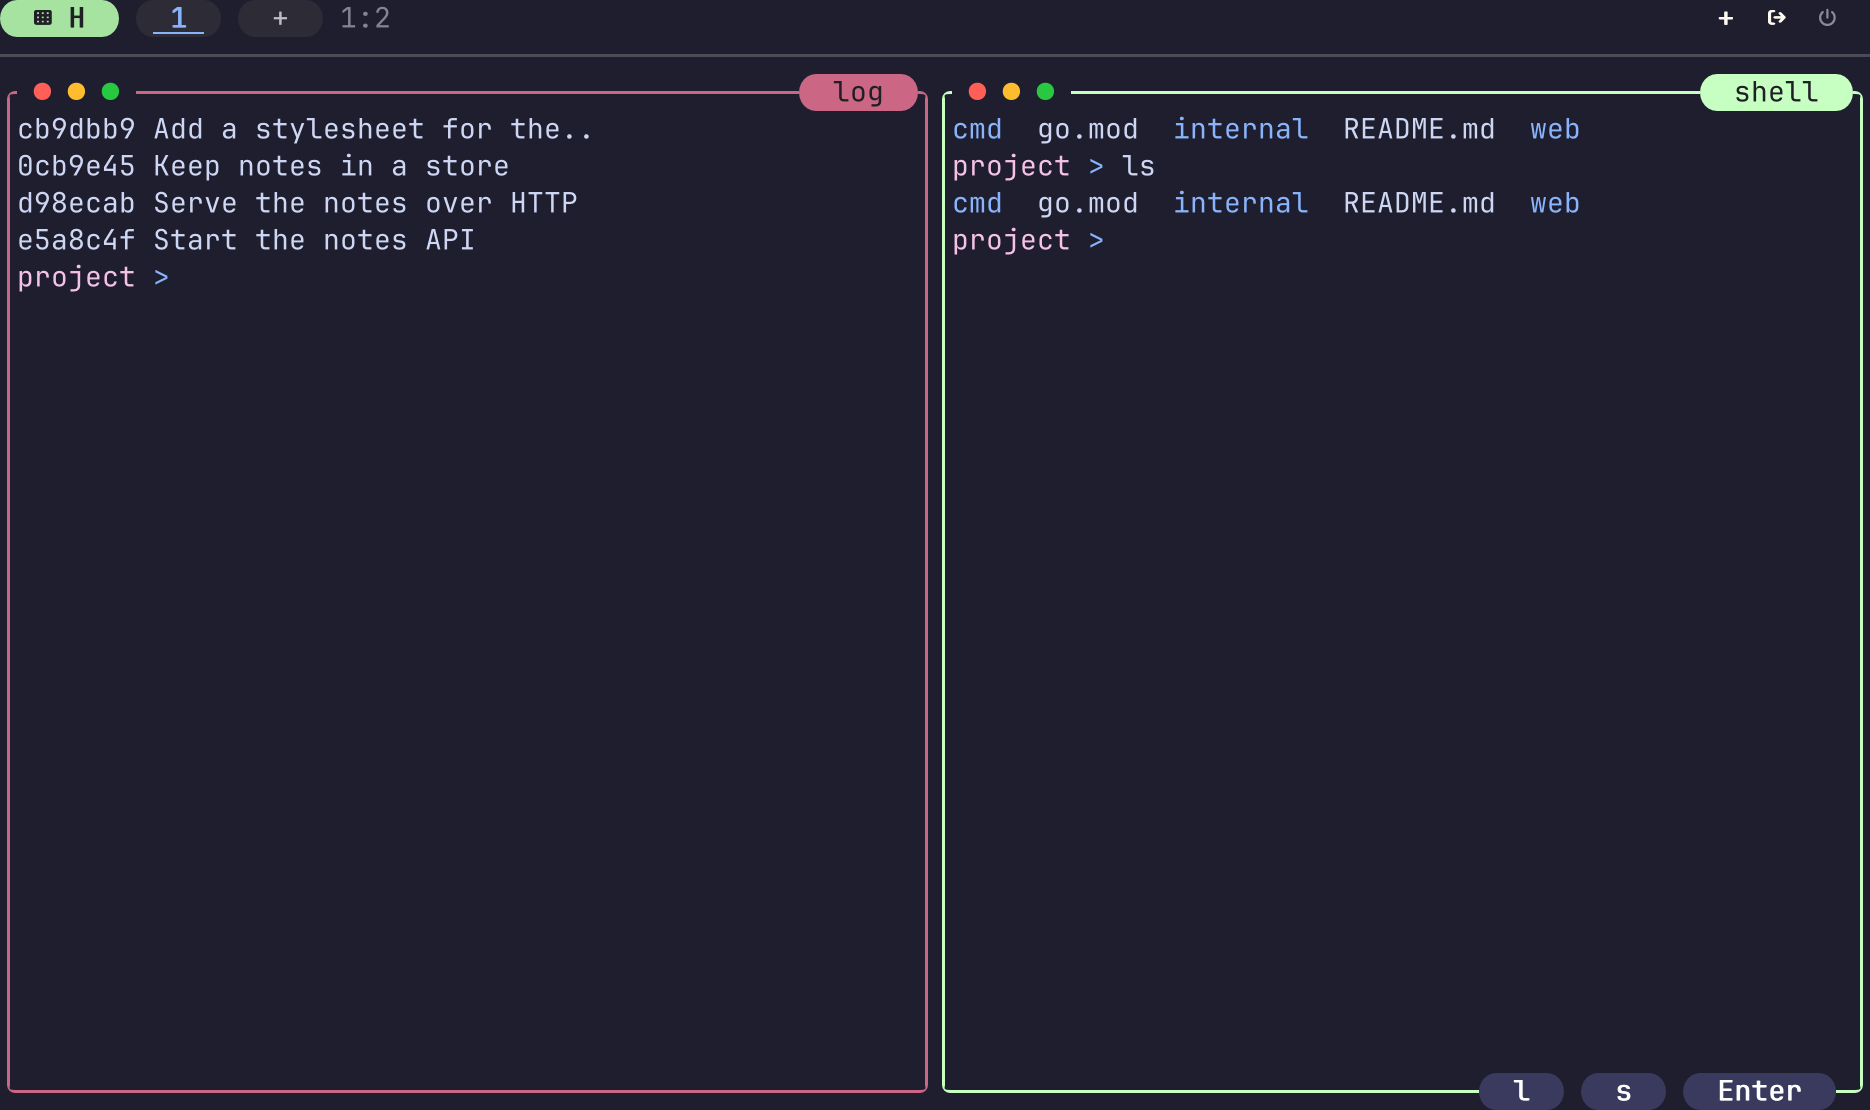 H 1 + 1:2 +
log
cb9dbb9 Add a stylesheet for the..
0cb9e45 Keep notes in a store
d98ecab Serve the notes over HTTP
e5a8c4f Start the notes API
project >
shell
cmd go.mod internal README.md web
project > ls
cmd go.mod internal README.md web
project >
l s Enter